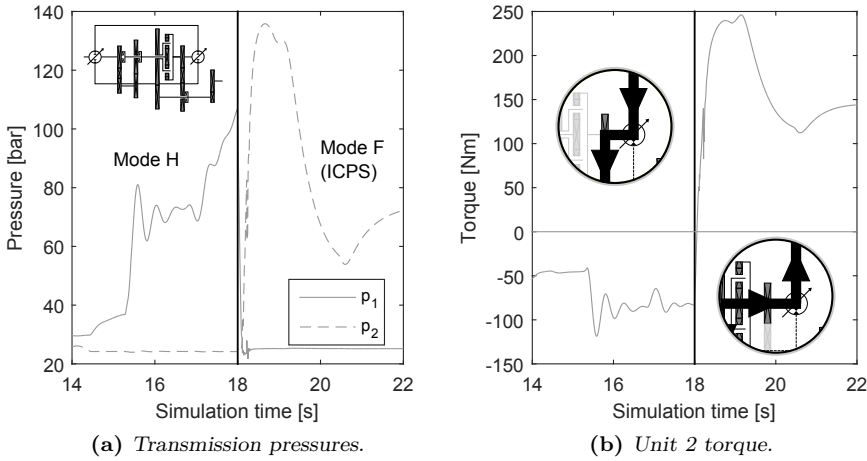 140
120
100
80
60
40
20
Pressure [bar]
Mode H
Mode F
(ICPS)
p1
p2
14 16 18 20 22
Simulation time [s]
(a) Transmission pressures.
250
200
150
100
50
0
-50
-100
-150
Torque [Nm]
14 16 18 20 22
Simulation time [s]
(b) Unit 2 torque.